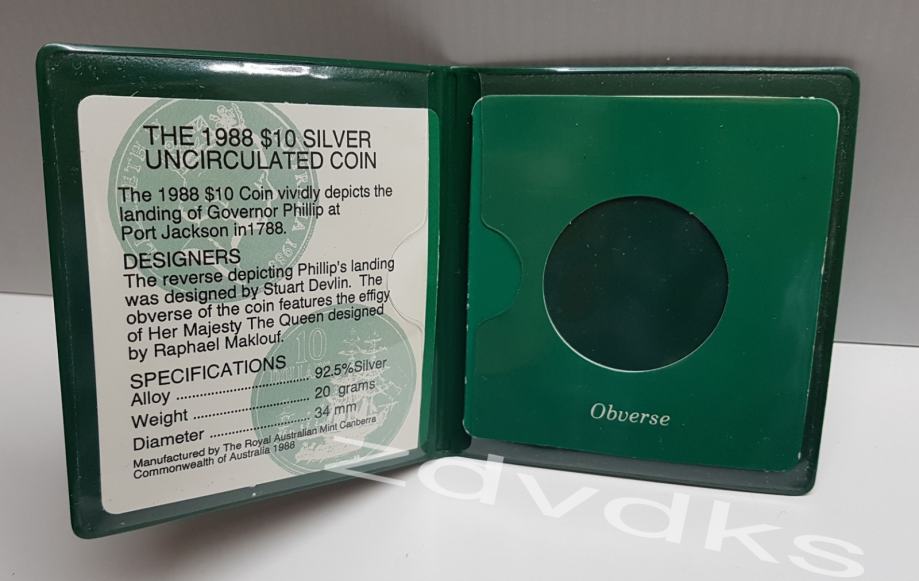 THE 1988 $10 SILVER
UNCIRCULATED COIN
The 1988 $10 Coin vividly depicts the
landing of Governor Phillip at
Port Jackson in1788.
DESIGNERS
The reverse depicting Phillip's landing
was designed by Stuart Devlin. The
obverse of the coin features the effigy
of Her Majesty The Queen designed
by Raphael Maklouf.
SPECIFICATIONS
Alloy .............................. 92.5%Silver
Weight ........................... 20 grams
Diameter ....................... 34 mm
Manufactured by The Royal Australian Mint Canberra
Commonwealth of Australia 1988
10
Obverse
zdvdks